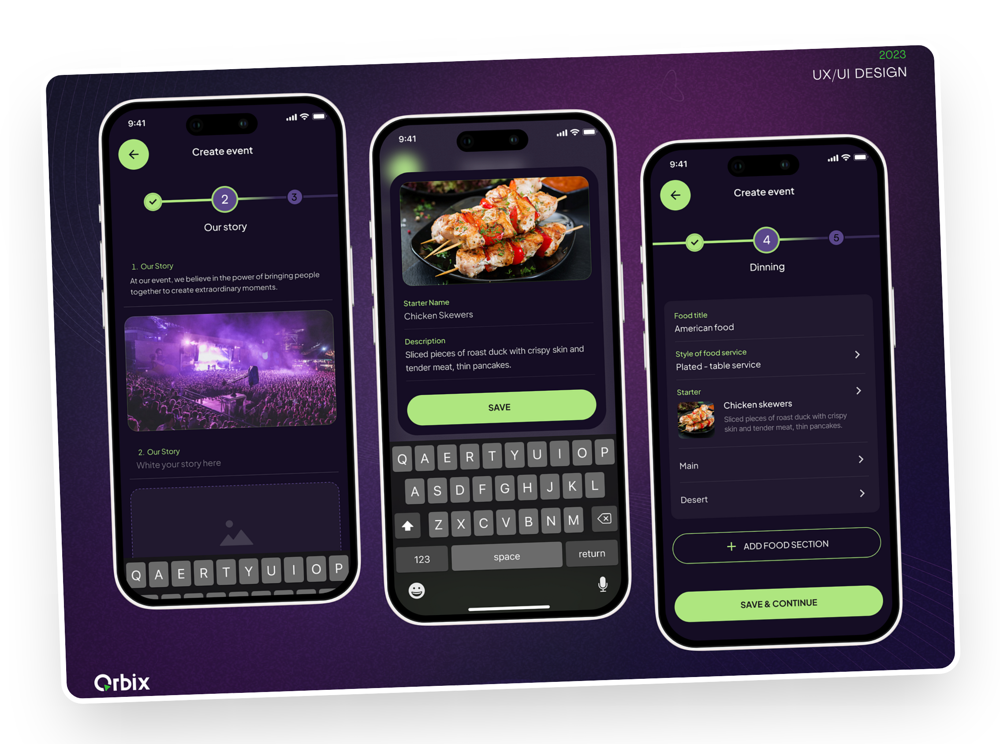 2023
UX/UI DESIGN
9:41
Create event
2
3
Our story
1. Our Story
At our event, we believe in the power of bringing people
together to create extraordinary moments.
2. Our Story
White your story here
Q A E R T Y U I O P
9:41
Starter Name
Chicken Skewers
Description
Sliced pieces of roast duck with crispy skin and
tender meat, thin pancakes.
SAVE
Q A E R T Y U I O P
A S D F G H J K L
Z X C V B N M
123 space return
9:41
Create event
4
5
Dinning
Food title
American food
Style of food service
Plated - table service
Starter
Chicken skewers
Sliced pieces of roast duck with crispy
skin and tender meat, thin pancakes.
Main
Desert
+ ADD FOOD SECTION
SAVE & CONTINUE
Orbix